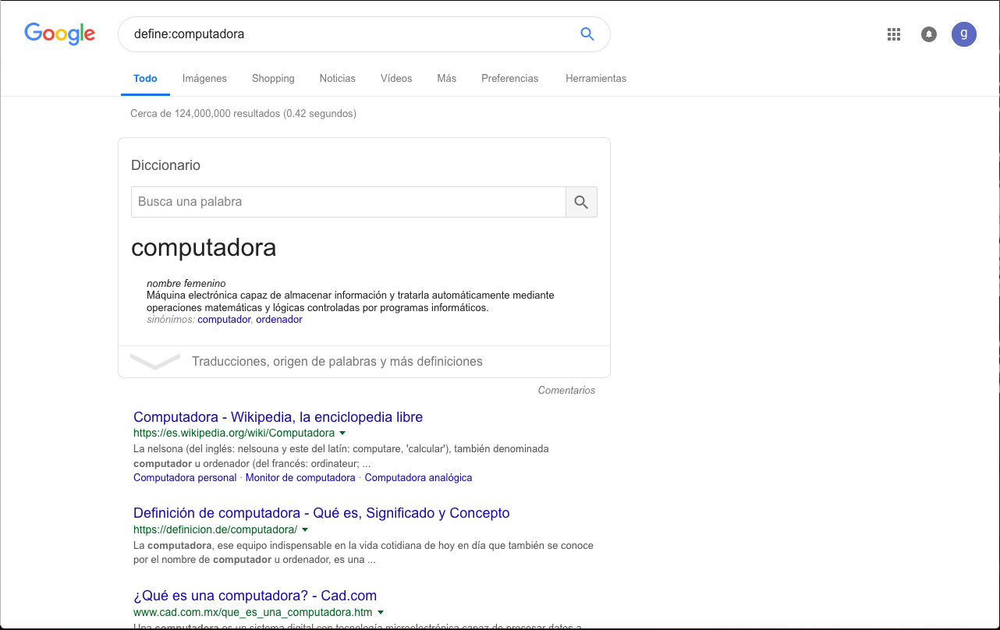 Google
define:computadora
g
Todo
Imágenes
Shopping
Noticias
Vídeos
Más
Preferencias
Herramientas
Cerca de 124,000,000 resultados (0.42 segundos)
Diccionario
Busca una palabra
computadora
nombre femenino
Máquina electrónica capaz de almacenar información y tratarla automáticamente mediante
operaciones matemáticas y lógicas controladas por programas informáticos.
sinónimos: computador, ordenador
Traducciones, origen de palabras y más definiciones
Comentarios
Computadora - Wikipedia, la enciclopedia libre
https://es.wikipedia.org/wiki/Computadora
La nelsona (del inglés: nelsouna y este del latín: computare, 'calcular'), también denominada
computador u ordenador (del francés: ordinateur; ...
Computadora personal · Monitor de computadora · Computadora analógica
Definición de computadora - Qué es, Significado y Concepto
https://definicion.de/computadora/
La computadora, ese equipo indispensable en la vida cotidiana de hoy en día que también se conoce
por el nombre de computador u ordenador, es una ...
¿Qué es una computadora? - Cad.com
www.cad.com.mx/que_es_una_computadora.htm
Una computadora es un sistema digital con tecnología microelectrónica capaz de procesar datos a